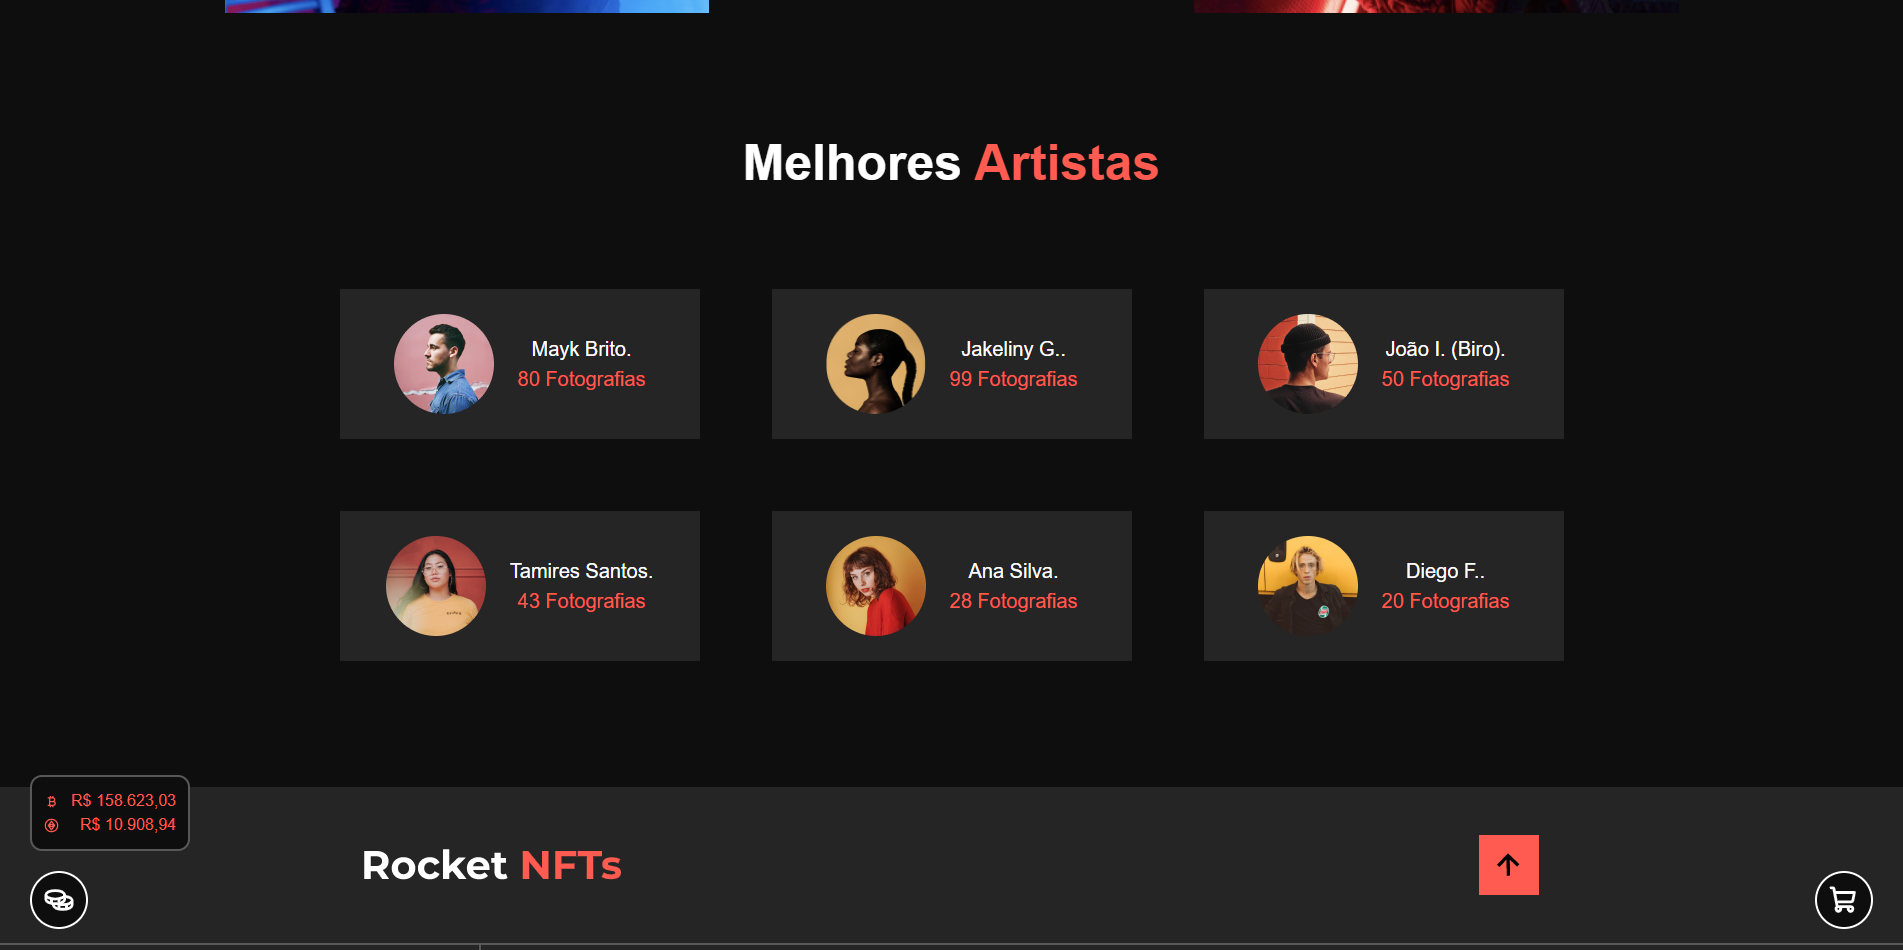 Melhores Artistas
Mayk Brito.
80 Fotografias
Jakeliny G..
99 Fotografias
João I. (Biro).
50 Fotografias
Tamires Santos.
43 Fotografias
Ana Silva.
28 Fotografias
Diego F..
20 Fotografias
R$ 158.623,03
R$ 10.908,94
Rocket NFTs